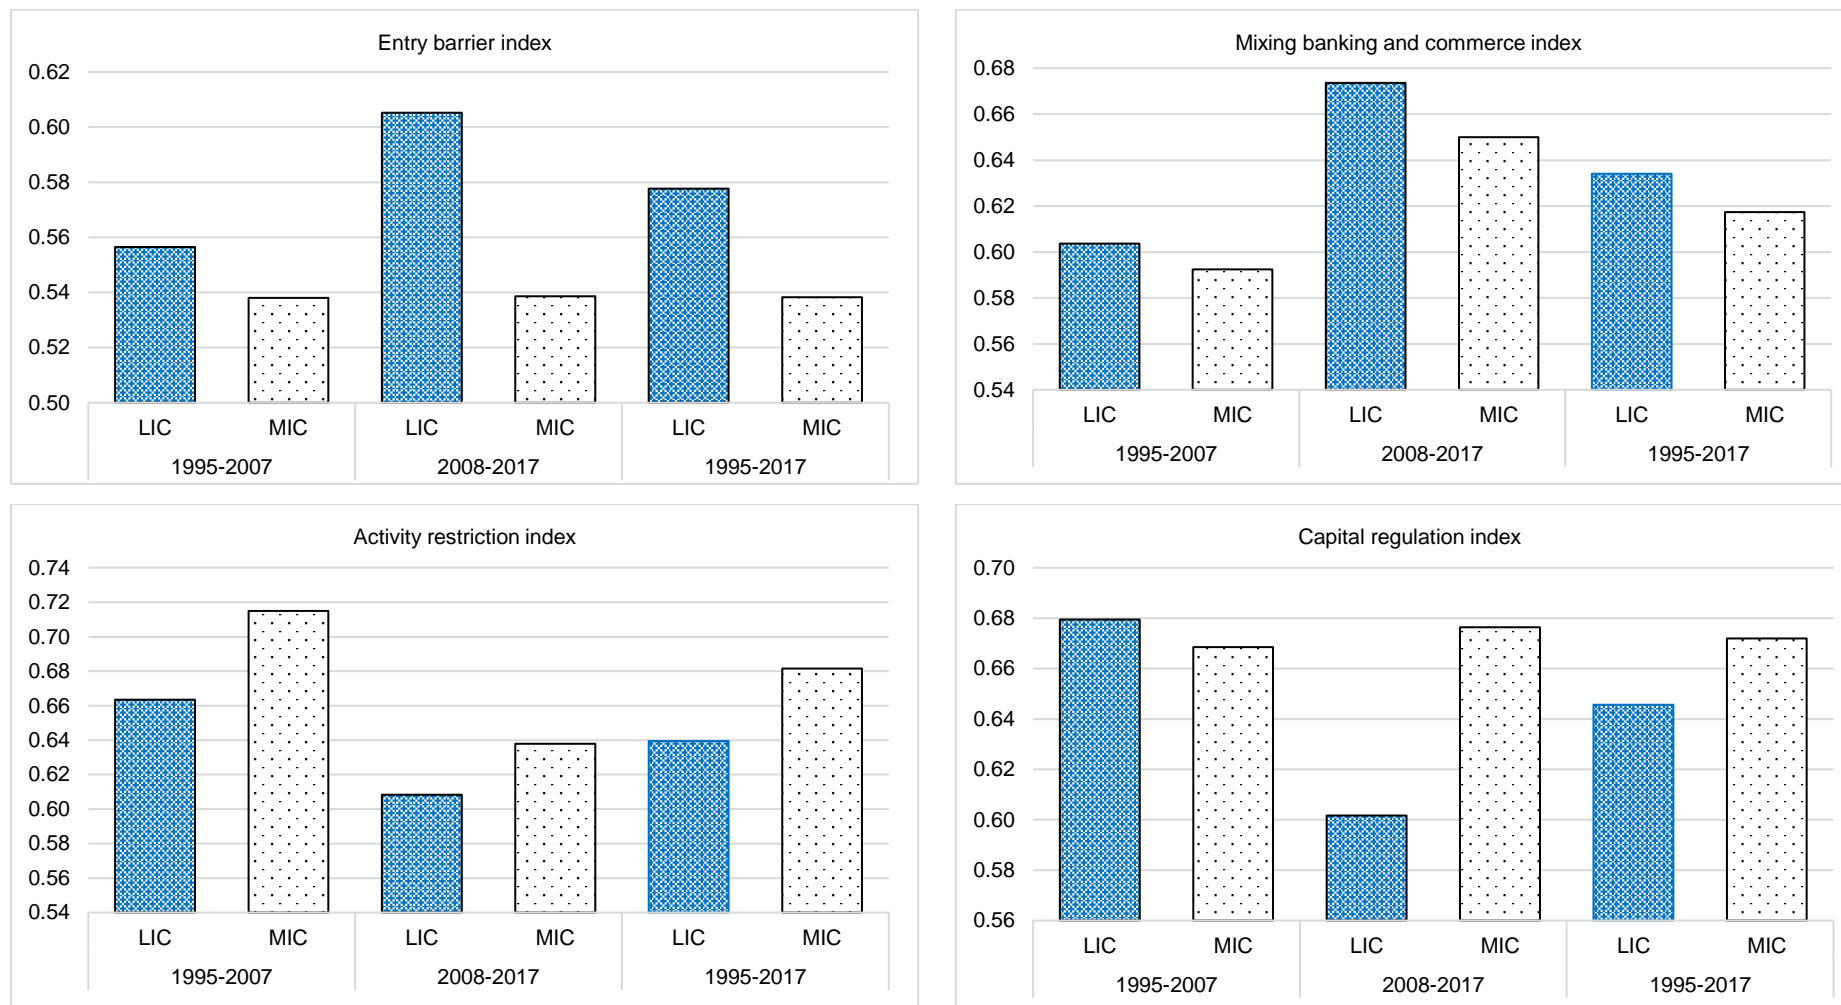 Entry barrier index
0.62
0.60
0.58
0.56
0.54
0.52
0.50
LIC MIC LIC MIC LIC MIC
1995-2007 2008-2017 1995-2017
Mixing banking and commerce index
0.68
0.66
0.64
0.62
0.60
0.58
0.56
0.54
LIC MIC LIC MIC LIC MIC
1995-2007 2008-2017 1995-2017
Activity restriction index
0.74
0.72
0.70
0.68
0.66
0.64
0.62
0.60
0.58
0.56
0.54
LIC MIC LIC MIC LIC MIC
1995-2007 2008-2017 1995-2017
Capital regulation index
0.70
0.68
0.66
0.64
0.62
0.60
0.58
0.56
LIC MIC LIC MIC LIC MIC
1995-2007 2008-2017 1995-2017